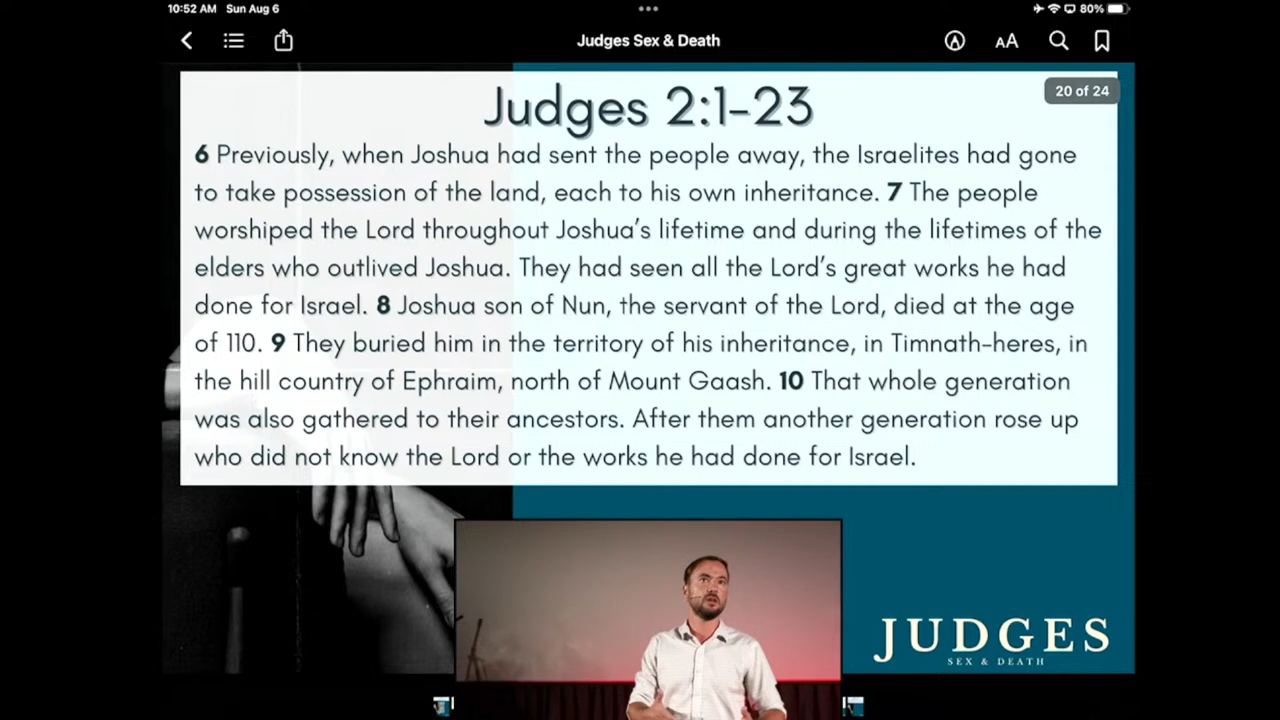 10:52 AM Sun Aug 6
80%
Judges Sex & Death
AA
20 of 24
Judges 2:1-23
6 Previously, when Joshua had sent the people away, the Israelites had gone
to take possession of the land, each to his own inheritance. 7 The people
worshiped the Lord throughout Joshua's lifetime and during the lifetimes of the
elders who outlived Joshua. They had seen all the Lord's great works he had
done for Israel. 8 Joshua son of Nun, the servant of the Lord, died at the age
of 110. 9 They buried him in the territory of his inheritance, in Timnath-heres, in
the hill country of Ephraim, north of Mount Gaash. 10 That whole generation
was also gathered to their ancestors. After them another generation rose up
who did not know the Lord or the works he had done for Israel.
JUDGES
SEX & DEATH